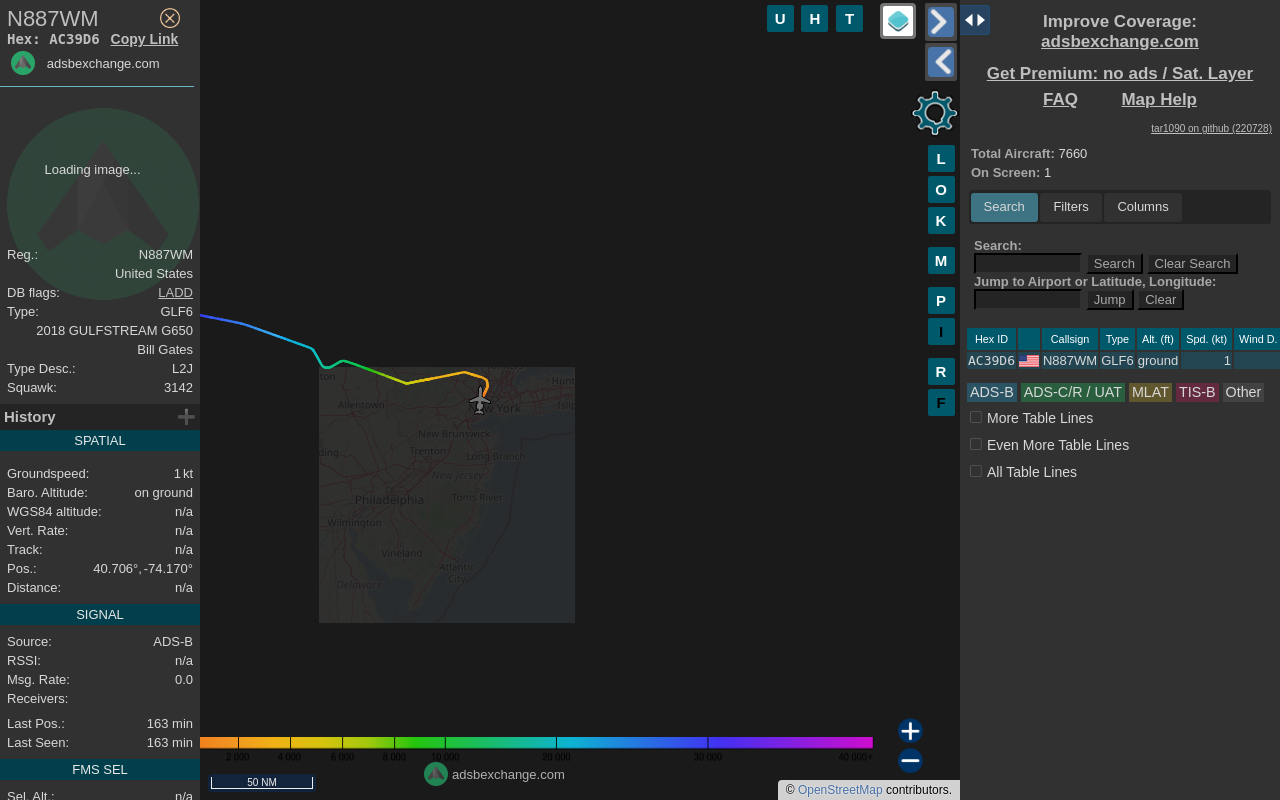 N887WM
Hex: AC39D6 Copy Link
adsbexchange.com
Loading image...
Reg.: N887WM
United States
DB flags: LADD
Type: GLF6
2018 GULFSTREAM G650
Bill Gates
Type Desc.: L2J
Squawk: 3142
History
SPATIAL
Groundspeed: 1 kt
Baro. Altitude: on ground
WGS84 altitude: n/a
Vert. Rate: n/a
Track: n/a
Pos.: 40.706°, -74.170°
Distance: n/a
SIGNAL
Source: ADS-B
RSSI: n/a
Msg. Rate: 0.0
Receivers:
Last Pos.: 163 min
Last Seen: 163 min
FMS SEL
Sel. Alt.: n/a
U H T
L
O
K
M
P
I
R
F
ton
Allentown
New York
Hunt
Islip
New Brunswick
Trenton
ding
Long Branch
New Jersey
Philadelphia
Toms River
Wilmington
Vineland
Atlantic
City
Delaware
2 000 4 000 6 000 8 000 10 000 20 000 30 000 40 000+
50 NM
adsbexchange.com
© OpenStreetMap contributors.
Improve Coverage:
adsbexchange.com
Get Premium: no ads / Sat. Layer
FAQ Map Help
tar1090 on github (220728)
Total Aircraft: 7660
On Screen: 1
Search Filters Columns
Search:
Search Clear Search
Jump to Airport or Latitude, Longitude:
Jump Clear
Hex ID Callsign Type Alt. (ft) Spd. (kt) Wind D.
AC39D6 N887WM GLF6 ground 1
ADS-B ADS-C/R / UAT MLAT TIS-B Other
More Table Lines
Even More Table Lines
All Table Lines